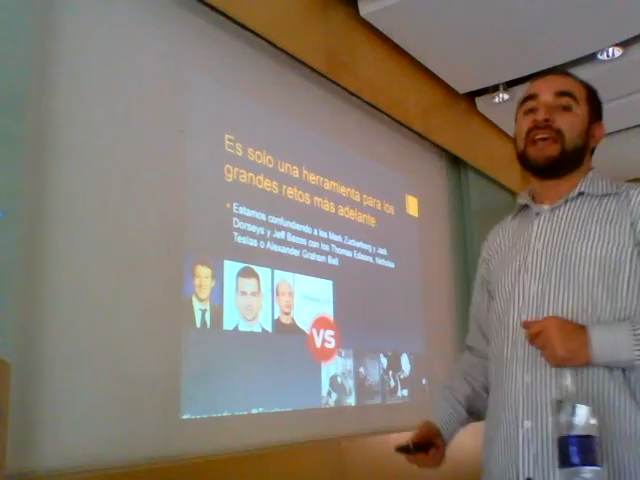 Es solo una herramienta para los
grandes retos más adelante
• Estamos confundiendo a los Mark Zuckerberg y Jack
Dorseys y Jeff Bezos con los Thomas Edisons, Nicholas
Teslas o Alexander Graham Bell
VS